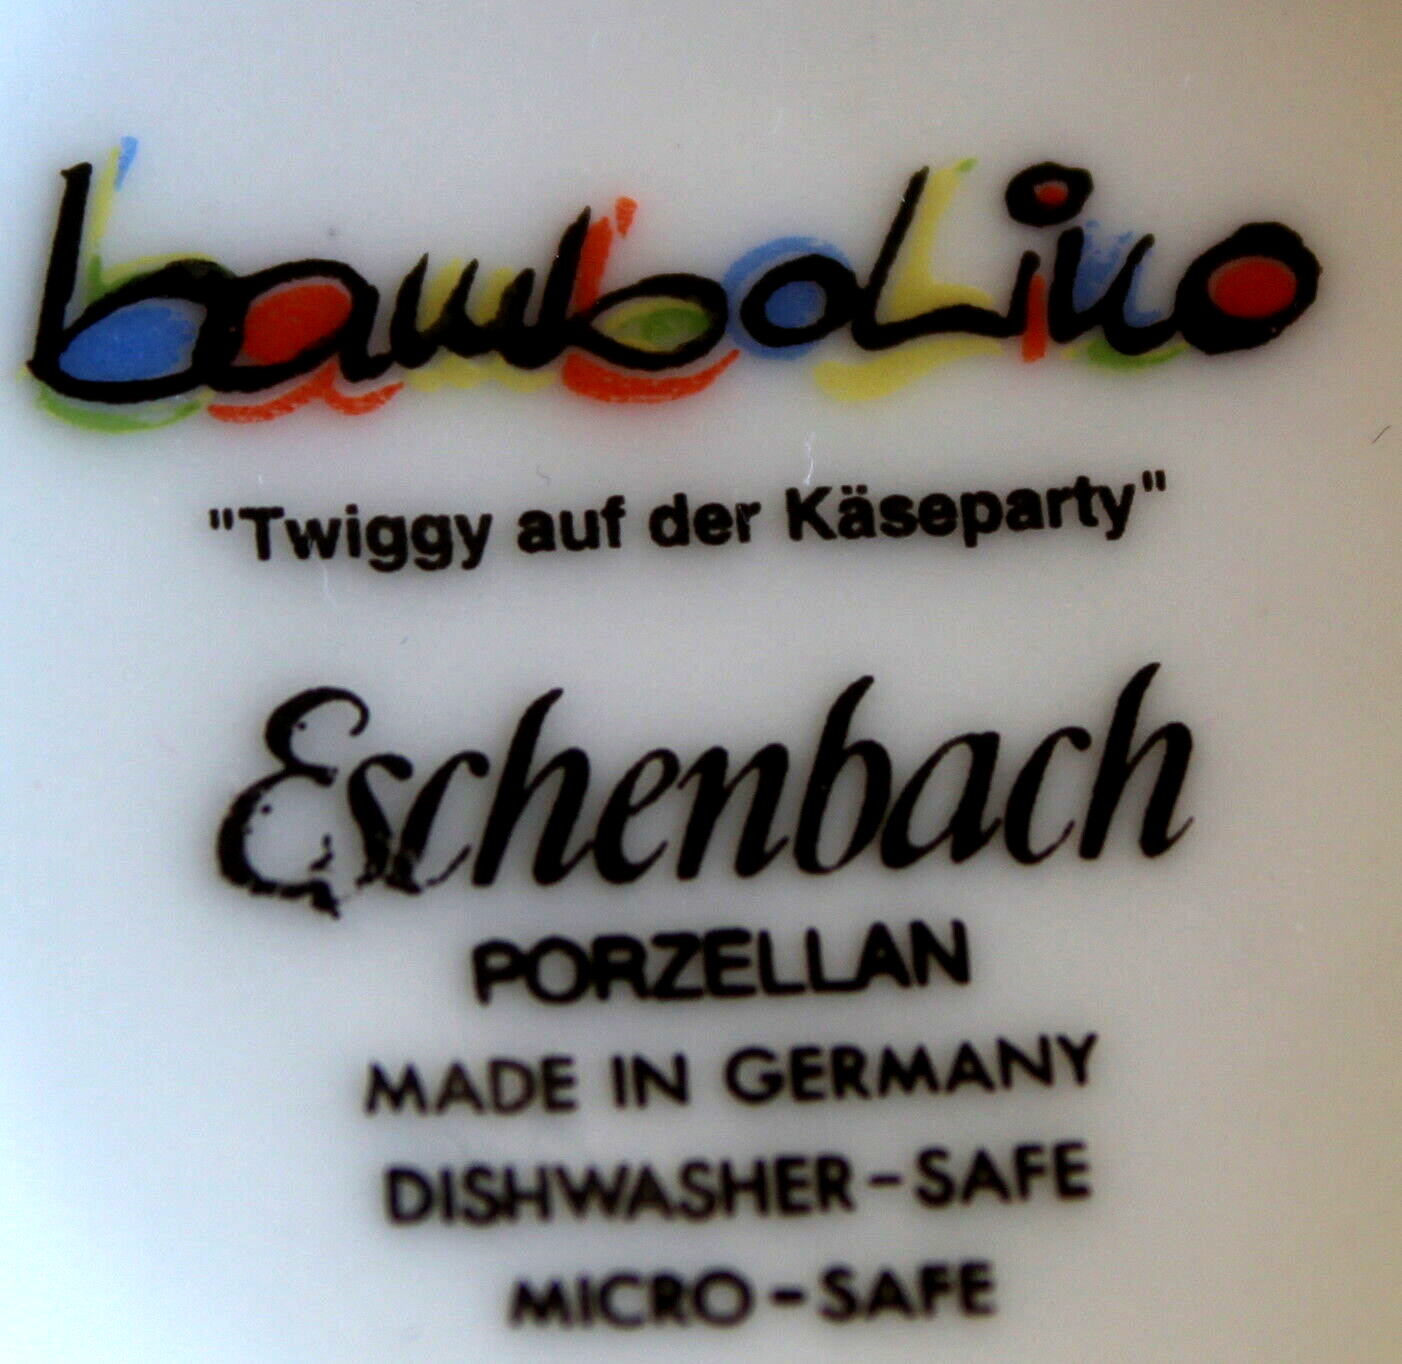 bamboLino
"Twiggy auf der Käseparty"
Eschenbach
PORZELLAN
MADE IN GERMANY
DISHWASHER-SAFE
MICRO-SAFE